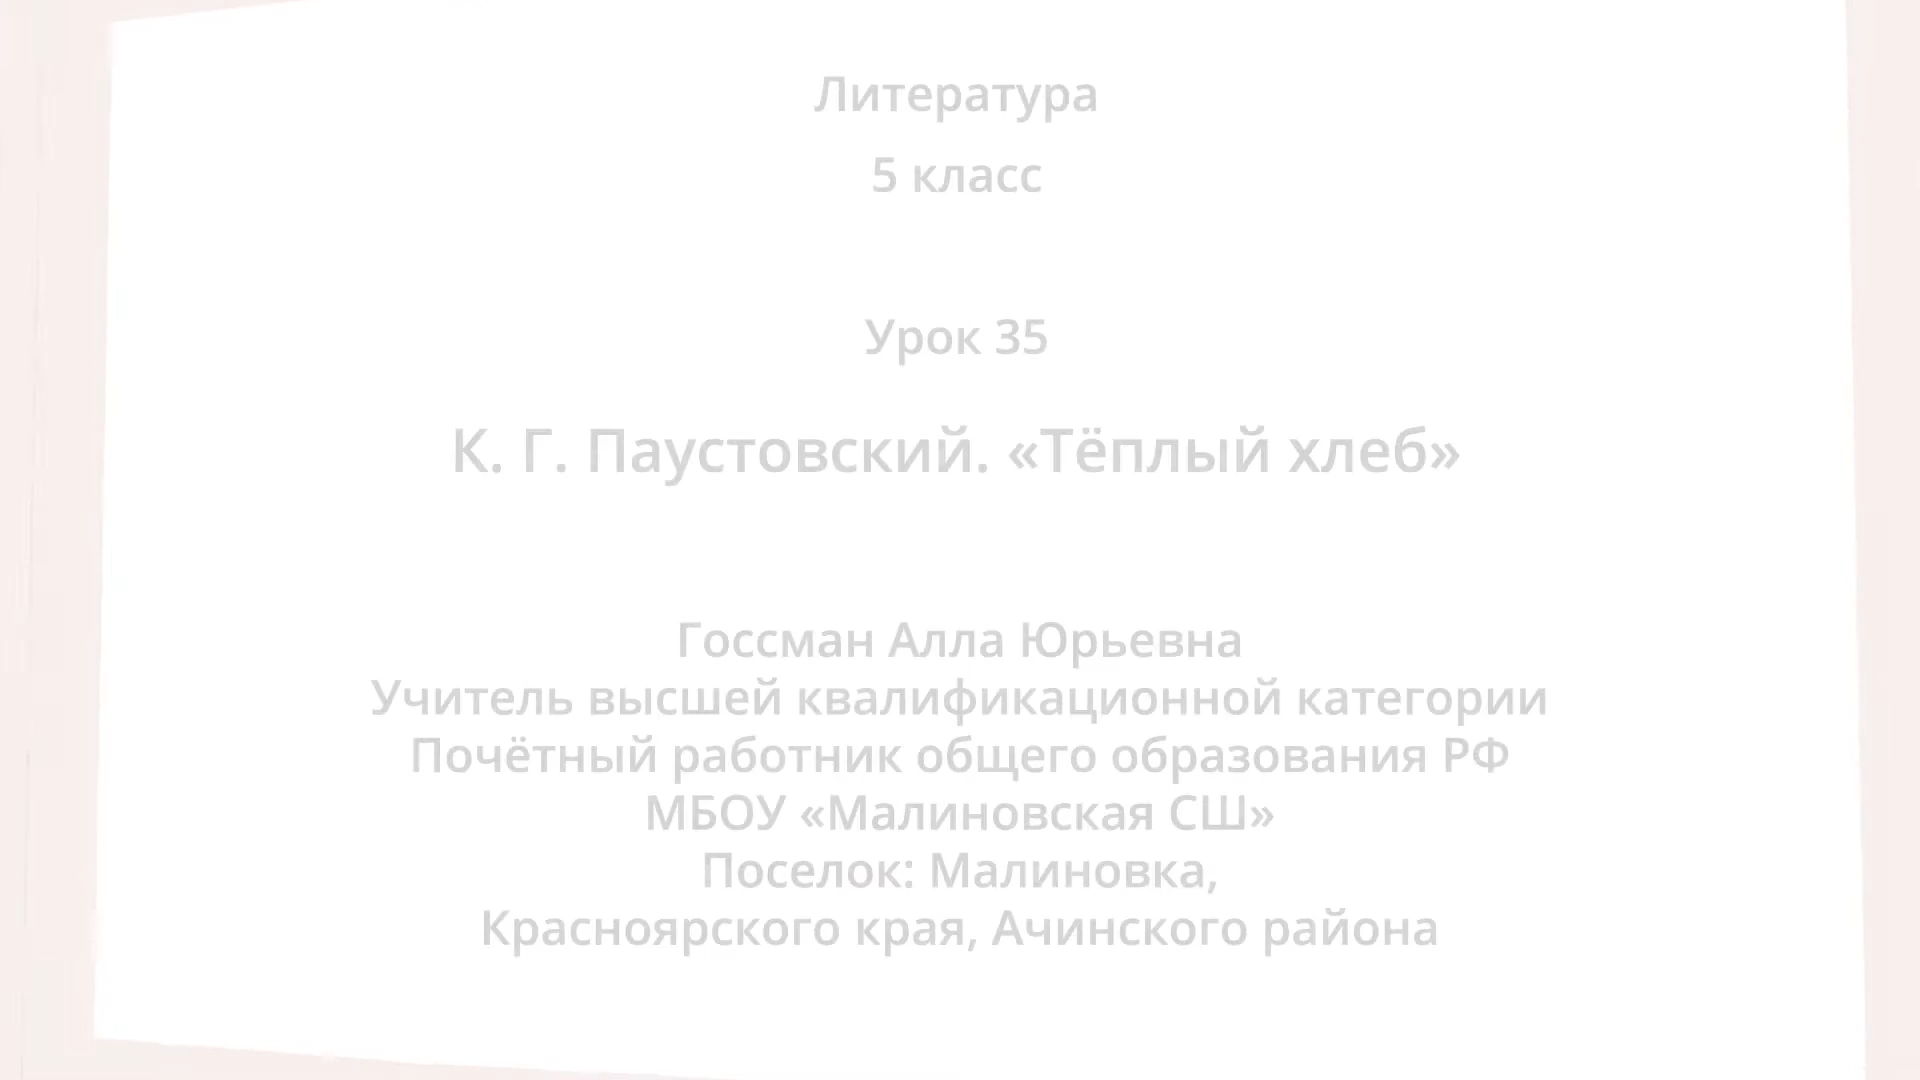 Литература
5 класс
Урок 35
К. Г. Паустовский. «Тёплый хлеб»
Госсман Алла Юрьевна
Учитель высшей квалификационной категории
Почётный работник общего образования РФ
МБОУ «Малиновская СШ»
Поселок: Малиновка,
Красноярского края, Ачинского района